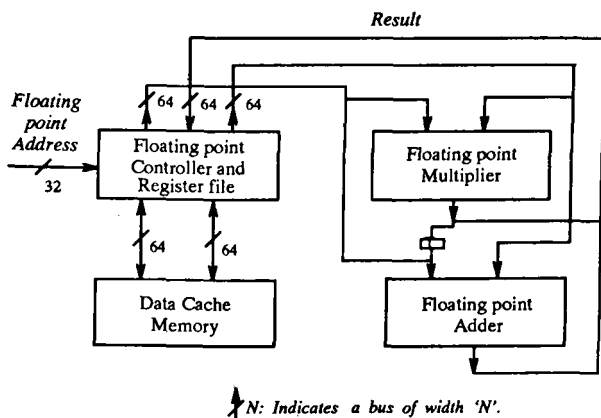 Result
64
64
64
Floating
point
Address
32
Floating point
Controller and
Register file
Floating point
Multiplier
64
64
Data Cache
Memory
Floating point
Adder
N: Indicates a bus of width 'N'.